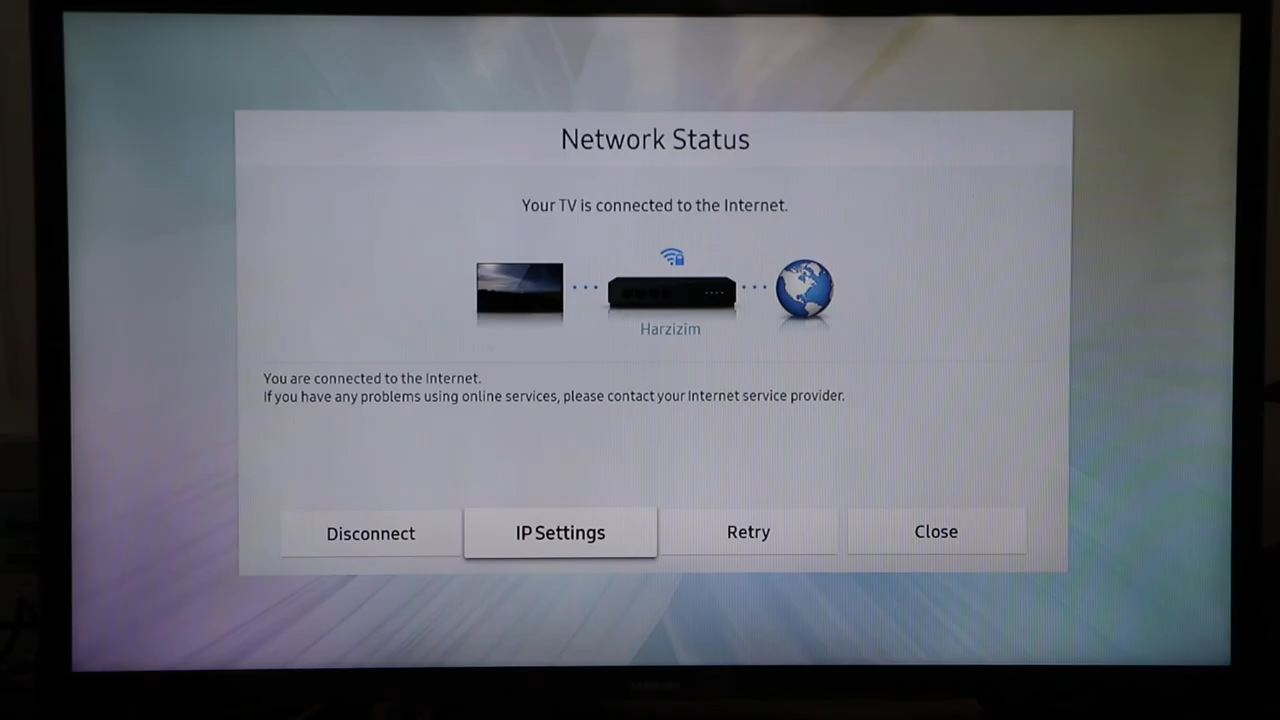 Network Status
Your TV is connected to the Internet.
Harzizim
You are connected to the Internet.
If you have any problems using online services, please contact your Internet service provider.
Disconnect
IP Settings
Retry
Close
SAMSUNG